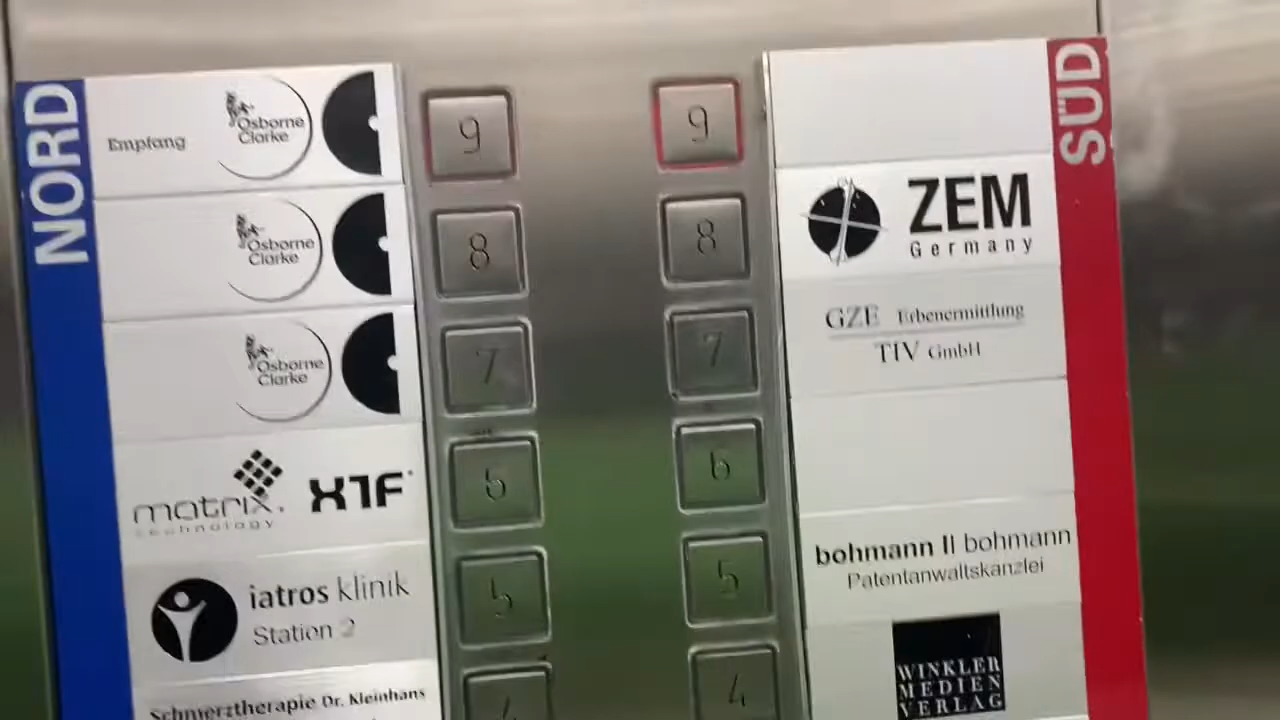 NORD
Empfang
Osborne
Clarke
9
Osborne
Clarke
8
Osborne
Clarke
7
matrix
technology
X1F
6
iatros klinik
Station 2
5
Schmerztherapie Dr. Kleinhans
4
SÜD
9
8
ZEM
Germany
7
GZE Erbenermittlung
TIV GmbH
6
5
bohmann II bohmann
Patentanwaltskanzlei
4
WINKLER
MEDIEN
VERLAG